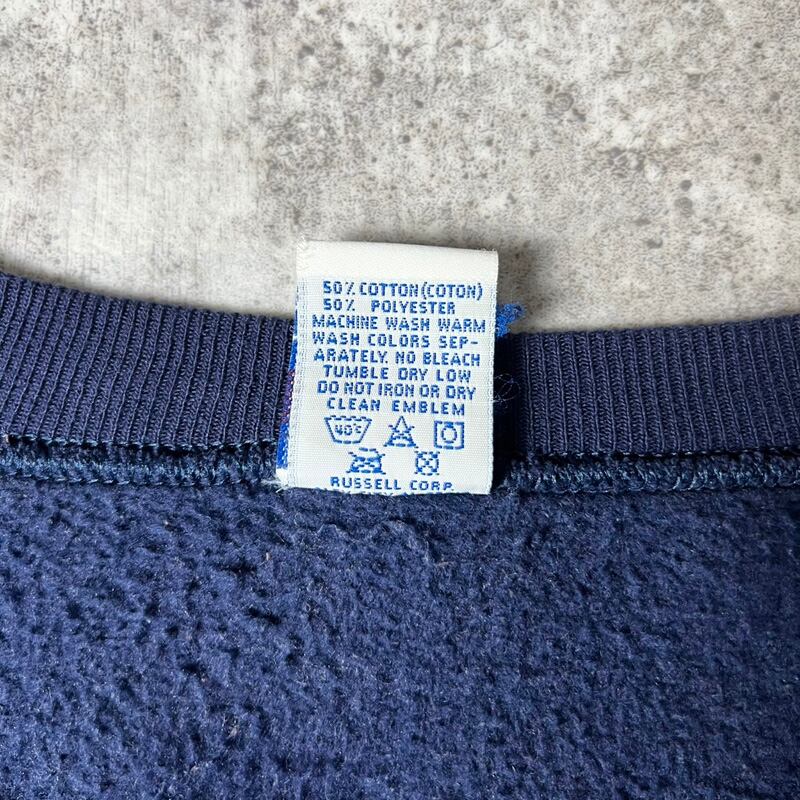 50% COTTON (COTON)
50% POLYESTER
MACHINE WASH WARM
WASH COLORS SEP-
ARATELY. NO BLEACH
TUMBLE DRY LOW
DO NOT IRON OR DRY
CLEAN EMBLEM
40°C
RUSSELL CORP.